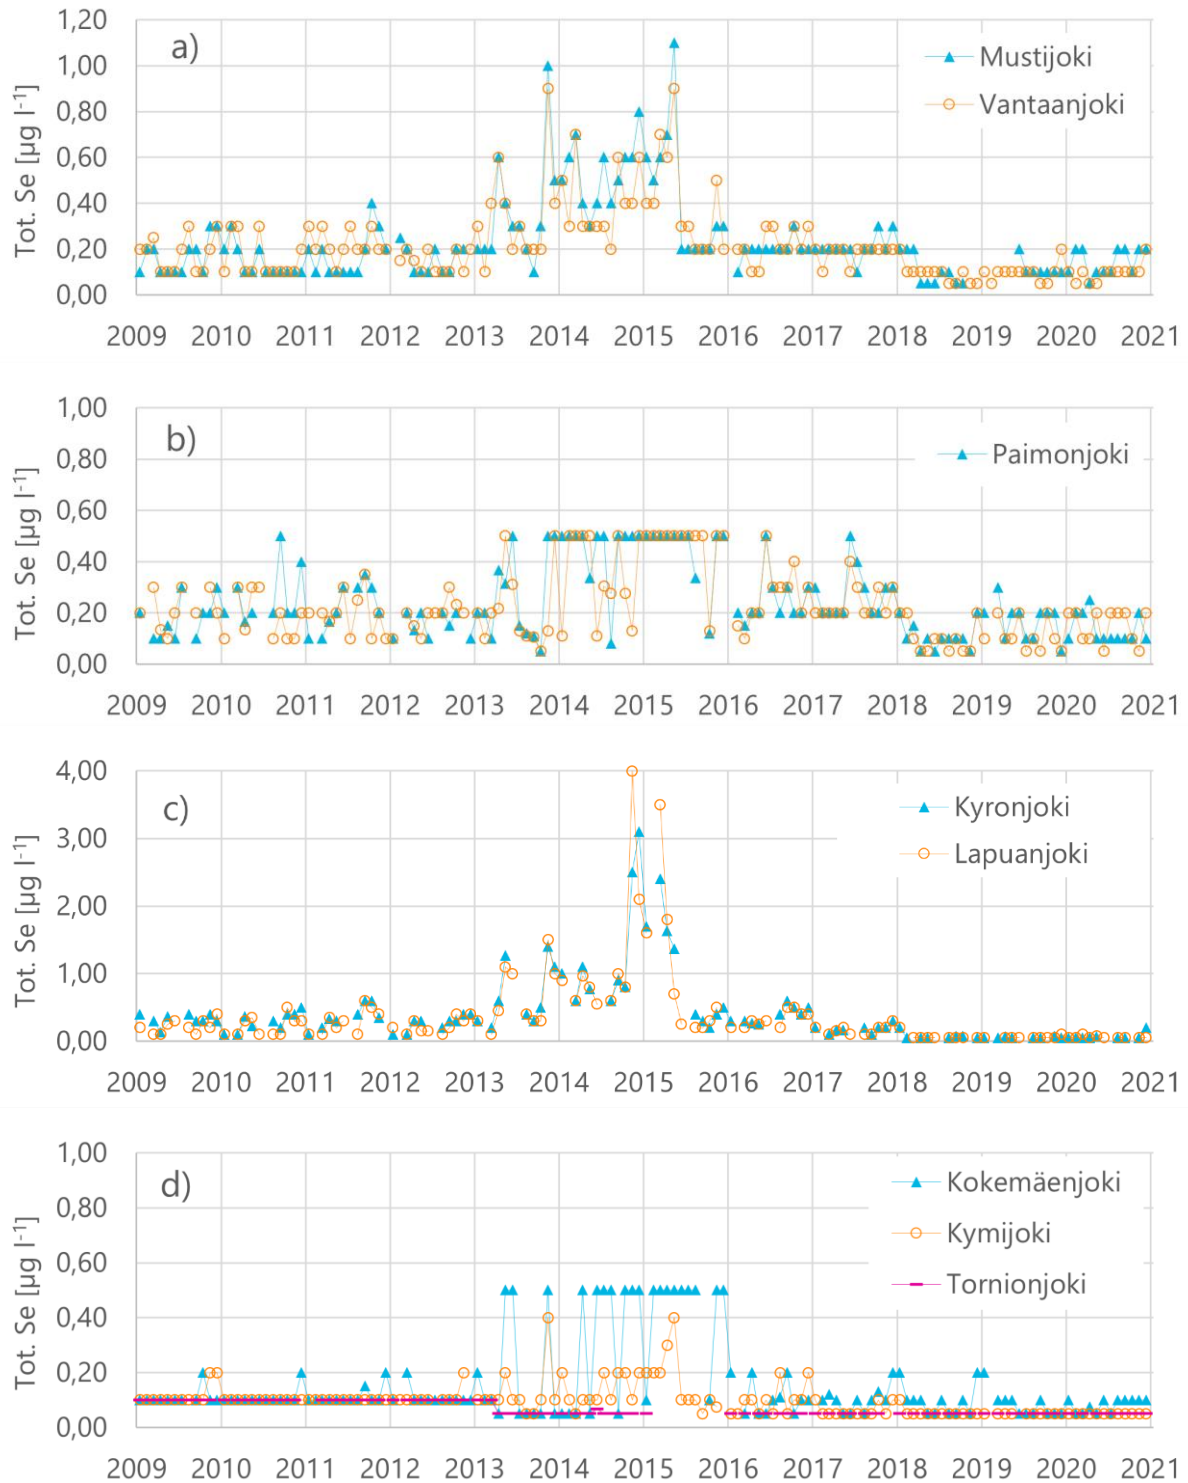 1,20
a)
Mustijoki
1,00
Vantaanjoki
0,80
0,60
0,40
0,20
0,00
Tot. Se [µg l⁻¹]
2009 2010 2011 2012 2013 2014 2015 2016 2017 2018 2019 2020 2021
1,00
b)
Paimonjoki
0,80
0,60
0,40
0,20
0,00
Tot. Se [µg l⁻¹]
2009 2010 2011 2012 2013 2014 2015 2016 2017 2018 2019 2020 2021
4,00
c)
Kyronjoki
Lapuanjoki
3,00
2,00
1,00
0,00
Tot. Se [µg l⁻¹]
2009 2010 2011 2012 2013 2014 2015 2016 2017 2018 2019 2020 2021
1,00
d)
Kokemäenjoki
Kymijoki
Tornionjoki
0,80
0,60
0,40
0,20
0,00
Tot. Se [µg l⁻¹]
2009 2010 2011 2012 2013 2014 2015 2016 2017 2018 2019 2020 2021